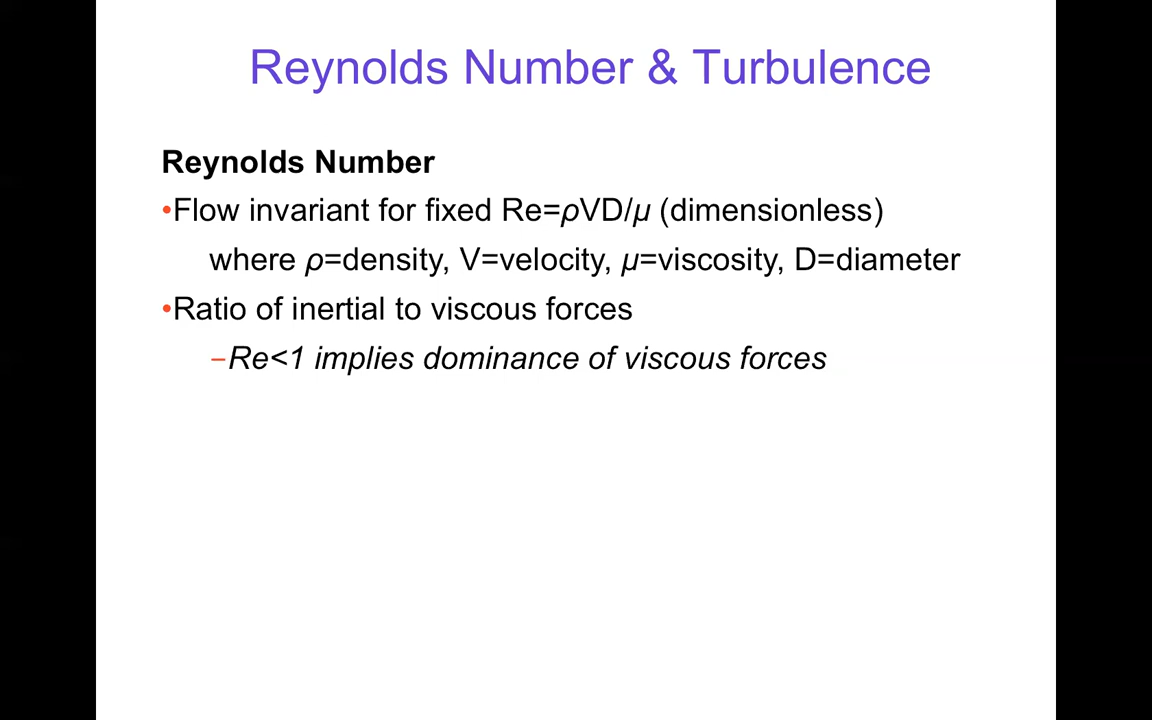 Reynolds Number & Turbulence
Reynolds Number
•Flow invariant for fixed Re=ρVD/μ (dimensionless)
where ρ=density, V=velocity, μ=viscosity, D=diameter
•Ratio of inertial to viscous forces
–Re<1 implies dominance of viscous forces